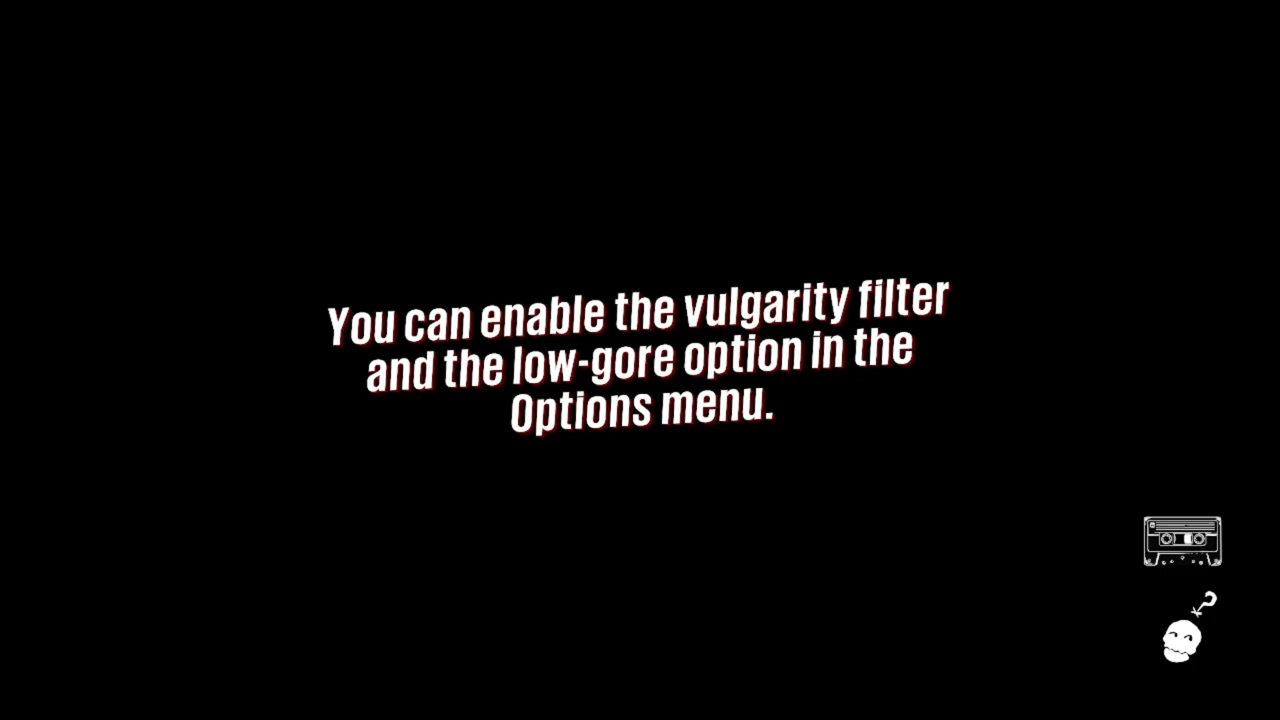 You can enable the vulgarity filter
and the low-gore option in the
Options menu.